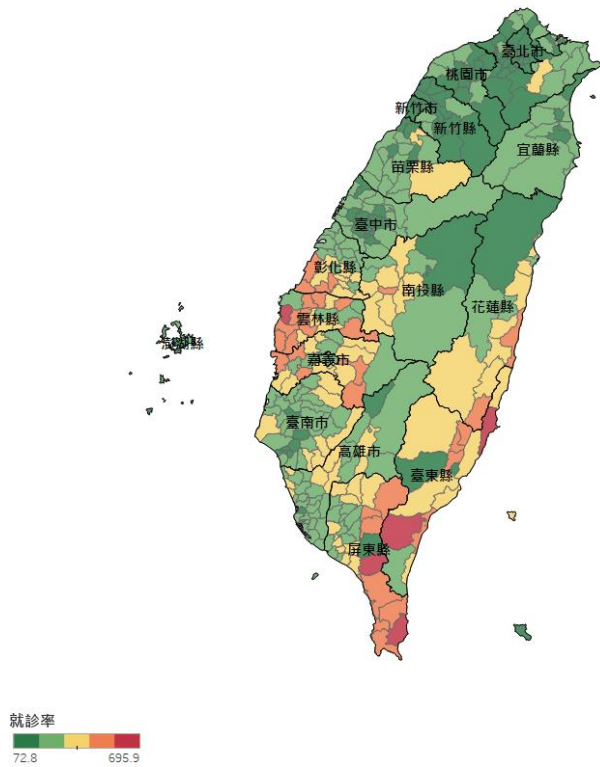 臺北市
桃園市
新竹市
新竹縣
宜蘭縣
苗栗縣
臺中市
彰化縣
南投縣
花蓮縣
雲林縣
澎湖縣
嘉義市
臺南市
高雄市
臺東縣
屏東縣
就診率
72.8 695.9